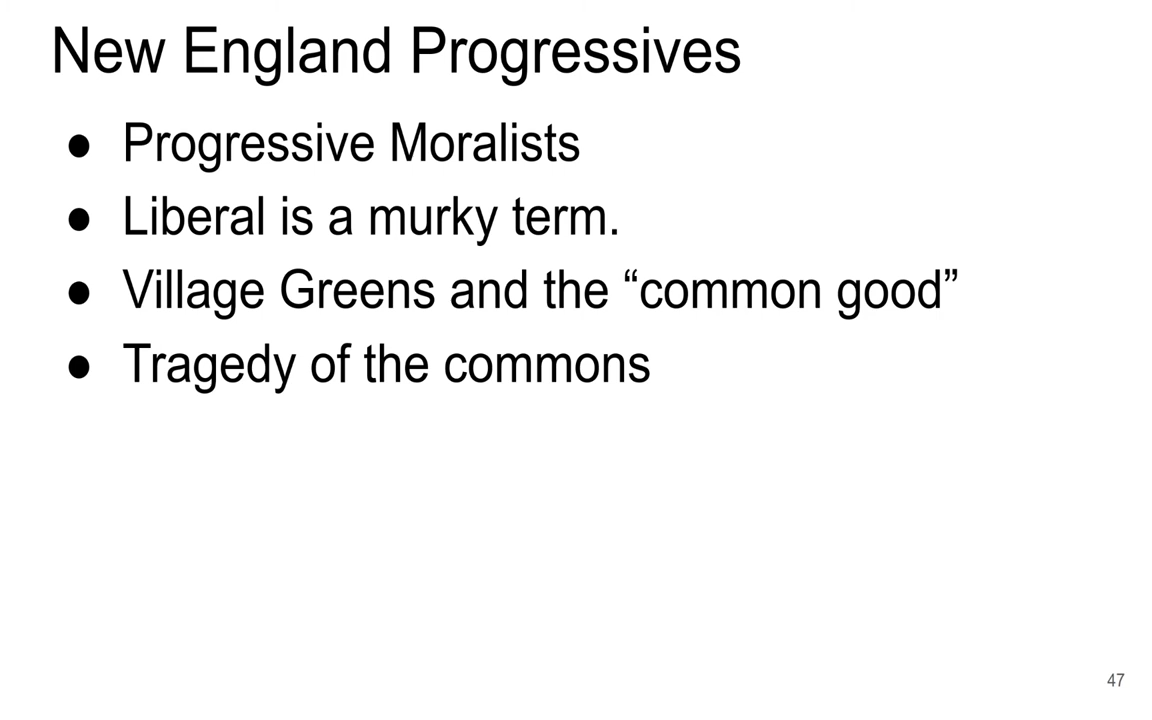 New England Progressives
● Progressive Moralists
● Liberal is a murky term.
● Village Greens and the “common good”
● Tragedy of the commons
47